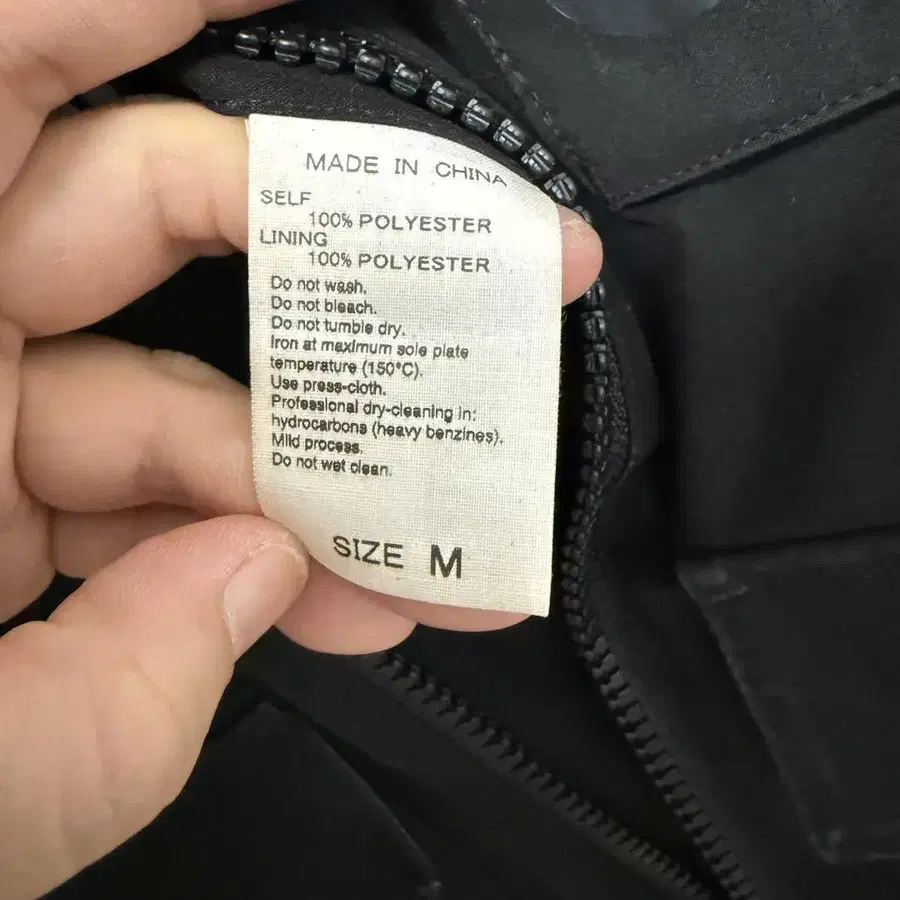 MADE IN CHINA
SELF
100% POLYESTER
LINING
100% POLYESTER
Do not wash.
Do not bleach.
Do not tumble dry.
Iron at maximum sole plate
temperature (150°C).
Use press-cloth.
Professional dry-cleaning in:
hydrocarbons (heavy benzines).
Mild process.
Do not wet clean.
SIZE M